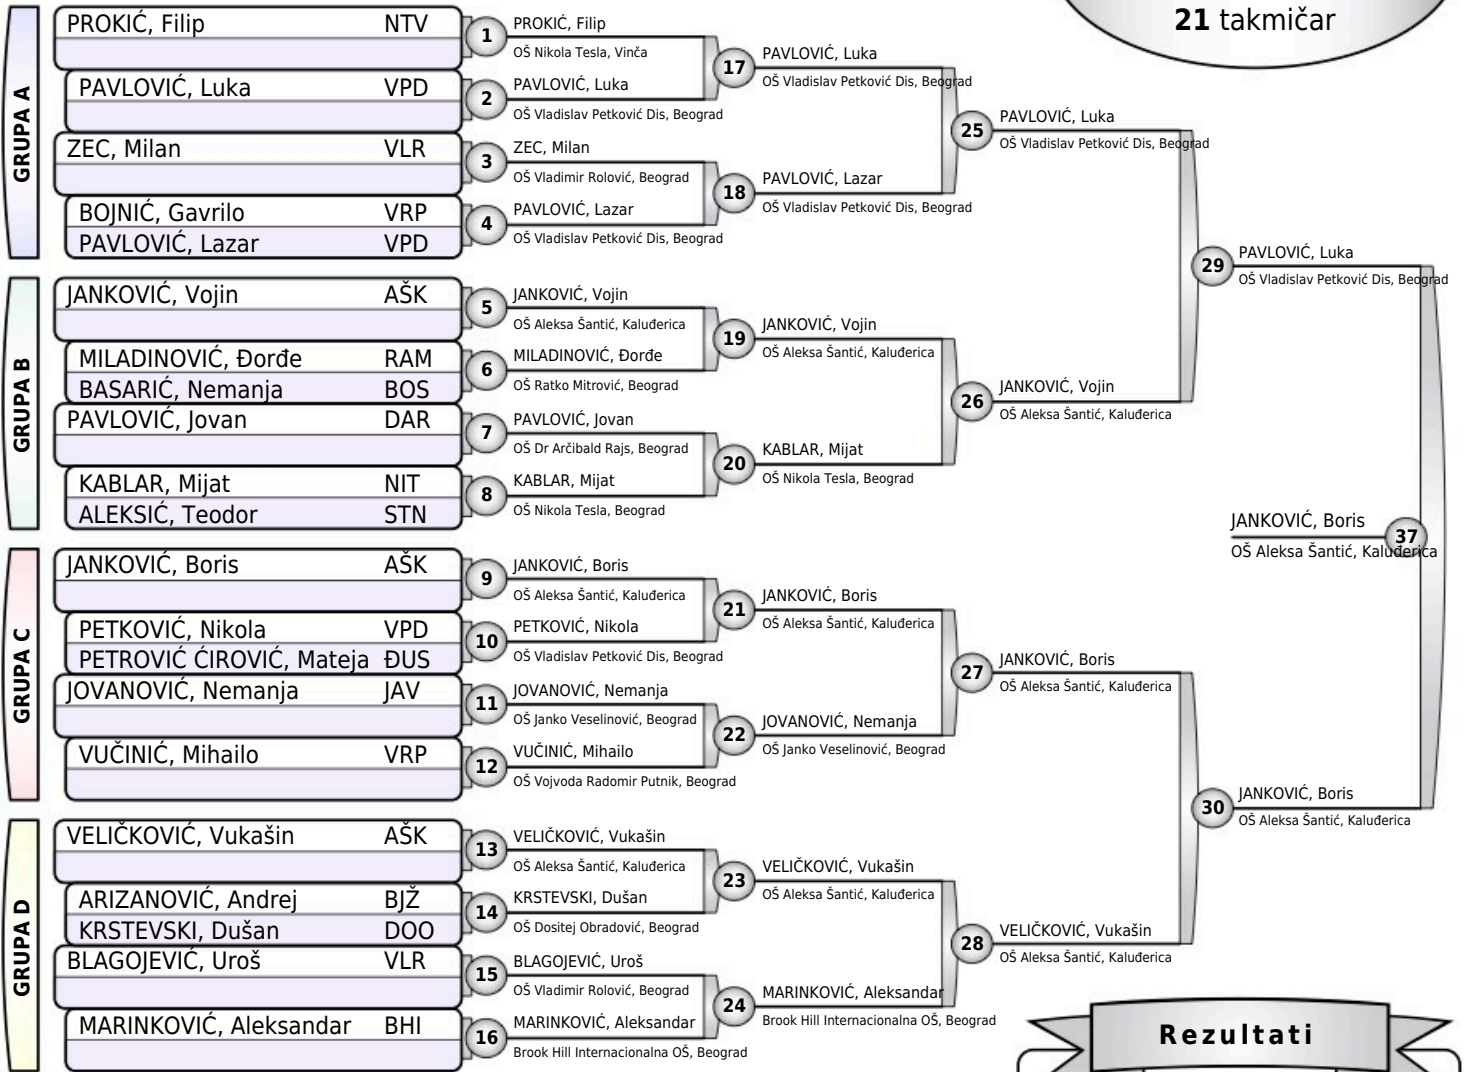 21 takmičar
GRUPA A
PROKIĆ, Filip NTV
PAVLOVIĆ, Luka VPD
ZEC, Milan VLR
BOJNIĆ, Gavrilo VRP
PAVLOVIĆ, Lazar VPD
GRUPA B
JANKOVIĆ, Vojin AŠK
MILADINOVIĆ, Đorđe RAM
BASARIĆ, Nemanja BOS
PAVLOVIĆ, Jovan DAR
KABLAR, Mijat NIT
ALEKSIĆ, Teodor STN
GRUPA C
JANKOVIĆ, Boris AŠK
PETKOVIĆ, Nikola VPD
PETROVIĆ ĆIROVIĆ, Mateja ĐUS
JOVANOVIĆ, Nemanja JAV
VUČINIĆ, Mihailo VRP
GRUPA D
VELIČKOVIĆ, Vukašin AŠK
ARIZANOVIĆ, Andrej BJŽ
KRSTEVSKI, Dušan DOO
BLAGOJEVIĆ, Uroš VLR
MARINKOVIĆ, Aleksandar BHI
1 PROKIĆ, Filip
OŠ Nikola Tesla, Vinča
2 PAVLOVIĆ, Luka
OŠ Vladislav Petković Dis, Beograd
3 ZEC, Milan
OŠ Vladimir Rolović, Beograd
4 PAVLOVIĆ, Lazar
OŠ Vladislav Petković Dis, Beograd
5 JANKOVIĆ, Vojin
OŠ Aleksa Šantić, Kaluđerica
6 MILADINOVIĆ, Đorđe
OŠ Ratko Mitrović, Beograd
7 PAVLOVIĆ, Jovan
OŠ Dr Arčibald Rajs, Beograd
8 KABLAR, Mijat
OŠ Nikola Tesla, Beograd
9 JANKOVIĆ, Boris
OŠ Aleksa Šantić, Kaluđerica
10 PETKOVIĆ, Nikola
OŠ Vladislav Petković Dis, Beograd
11 JOVANOVIĆ, Nemanja
OŠ Janko Veselinović, Beograd
12 VUČINIĆ, Mihailo
OŠ Vojvoda Radomir Putnik, Beograd
13 VELIČKOVIĆ, Vukašin
OŠ Aleksa Šantić, Kaluđerica
14 KRSTEVSKI, Dušan
OŠ Dositej Obradović, Beograd
15 BLAGOJEVIĆ, Uroš
OŠ Vladimir Rolović, Beograd
16 MARINKOVIĆ, Aleksandar
Brook Hill Internacionalna OŠ, Beograd
17 PAVLOVIĆ, Luka
OŠ Vladislav Petković Dis, Beograd
18 PAVLOVIĆ, Lazar
OŠ Vladislav Petković Dis, Beograd
19 JANKOVIĆ, Vojin
OŠ Aleksa Šantić, Kaluđerica
20 KABLAR, Mijat
OŠ Nikola Tesla, Beograd
21 JANKOVIĆ, Boris
OŠ Aleksa Šantić, Kaluđerica
22 JOVANOVIĆ, Nemanja
OŠ Janko Veselinović, Beograd
23 VELIČKOVIĆ, Vukašin
OŠ Aleksa Šantić, Kaluđerica
24 MARINKOVIĆ, Aleksandar
Brook Hill Internacionalna OŠ, Beograd
25 PAVLOVIĆ, Luka
OŠ Vladislav Petković Dis, Beograd
26 JANKOVIĆ, Vojin
OŠ Aleksa Šantić, Kaluđerica
27 JANKOVIĆ, Boris
OŠ Aleksa Šantić, Kaluđerica
28 VELIČKOVIĆ, Vukašin
OŠ Aleksa Šantić, Kaluđerica
29 PAVLOVIĆ, Luka
OŠ Vladislav Petković Dis, Beograd
30 JANKOVIĆ, Boris
OŠ Aleksa Šantić, Kaluđerica
JANKOVIĆ, Boris 37
OŠ Aleksa Šantić, Kaluđerica
Rezultati